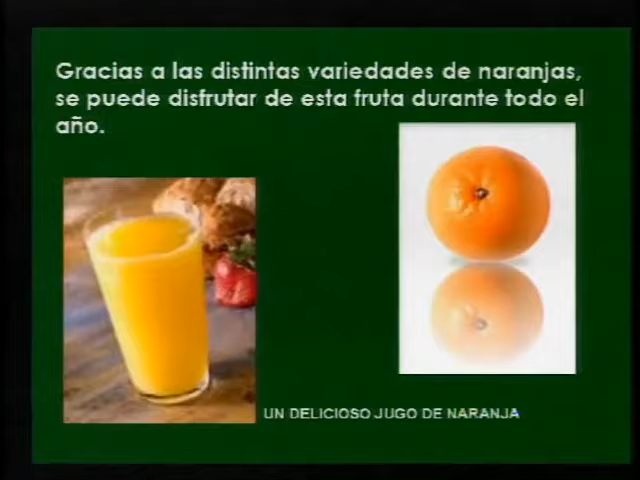 Gracias a las distintas variedades de naranjas,
se puede disfrutar de esta fruta durante todo el
año.
UN DELICIOSO JUGO DE NARANJA